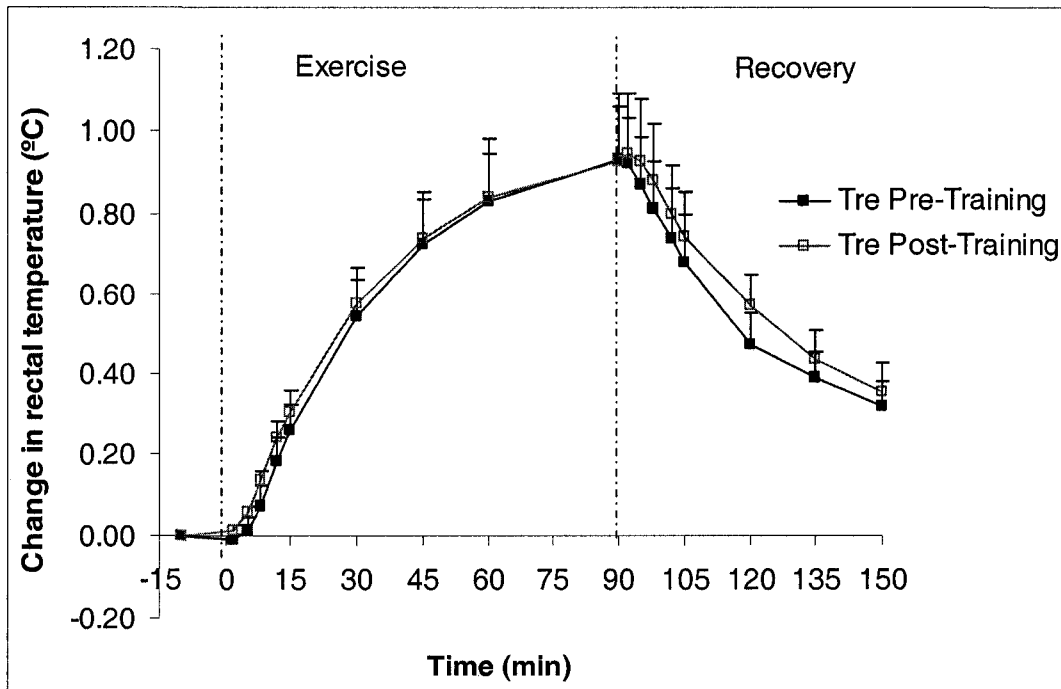 1.20
1.00
0.80
0.60
0.40
0.20
0.00
-0.20
Change in rectal temperature (ºC)
Exercise
Recovery
Tre Pre-Training
Tre Post-Training
-15 0 15 30 45 60 75 90 105 120 135 150
Time (min)